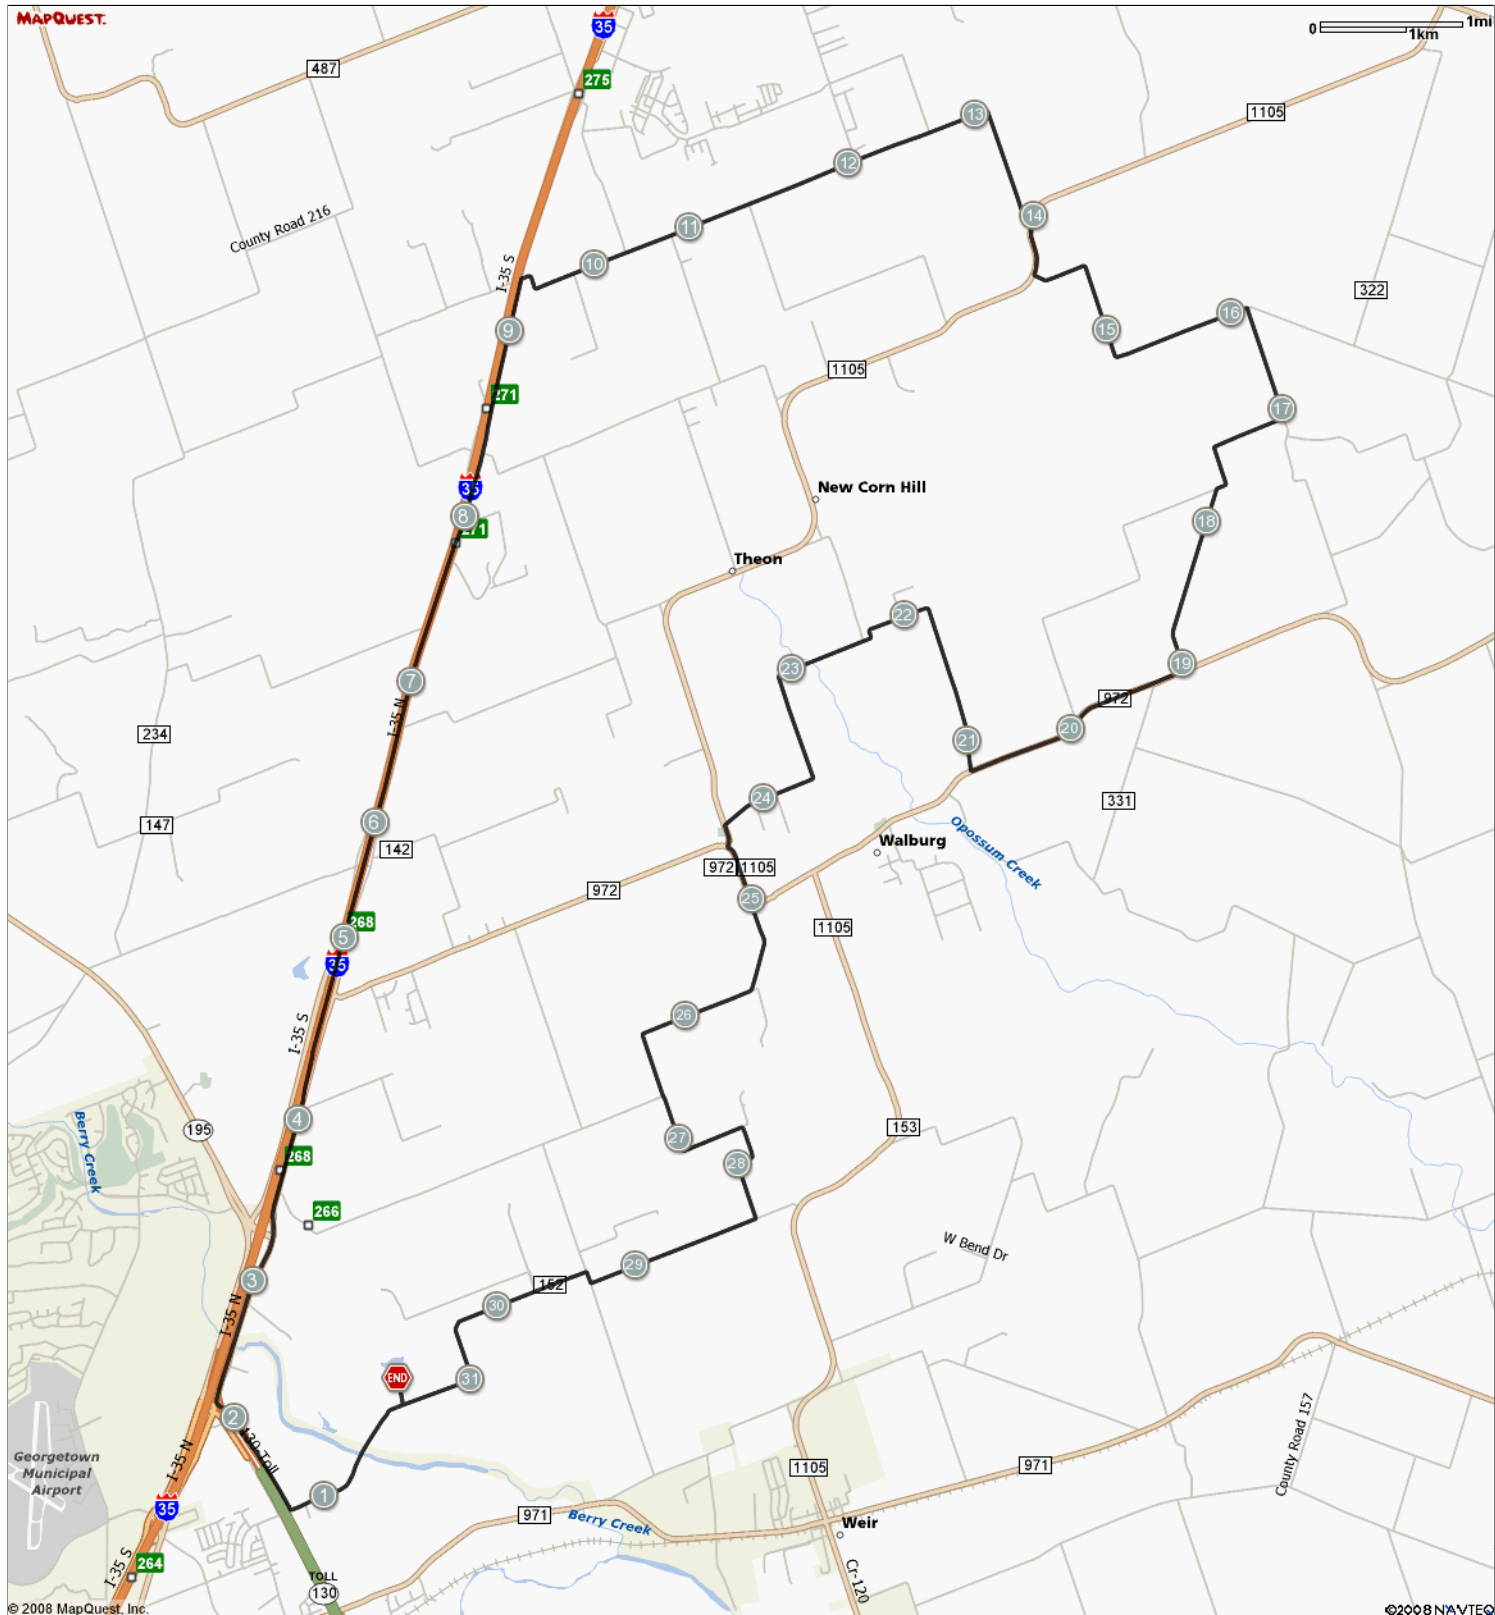 MAPQUEST.
35
0
1mi
1km
487
275
13
1105
12
County Road 216
14
11
I-35 S
10
322
16
9
15
1105
271
17
New Corn Hill
35
8
271
18
Theon
22
19
23
7
I-35 N
972
234
20
21
24
331
147
6
142
Opossum Creek
Walburg
972
1105
972
25
268
5
1105
35
26
I-35 S
Berry Creek
4
195
153
27
268
28
266
W Bend Dr
29
3
152
30
I-35 N
END
31
2
130-Toll
County Road 157
Georgetown
Municipal
Airport
I-35 N
1105
971
1
35
971
Berry Creek
Weir
264
I-35 S
TOLL
130
Cr-120
© 2008 MapQuest, Inc.
©2008 NAVTEQ